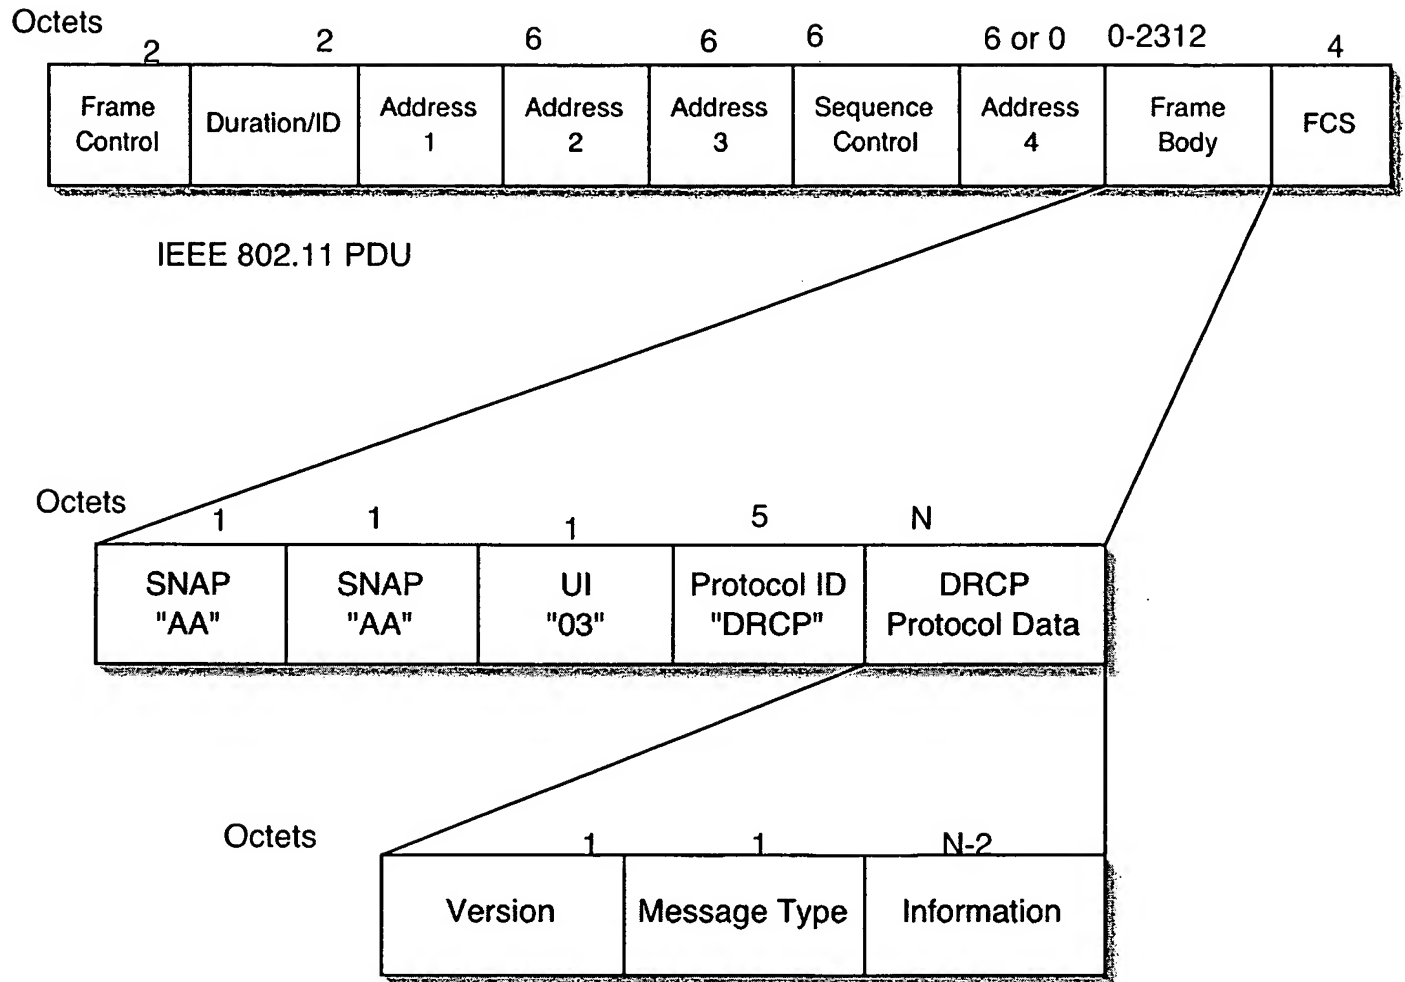 Octets
2 2 6 6 6 6 or 0 0-2312 4
Frame Control
Duration/ID
Address 1
Address 2
Address 3
Sequence Control
Address 4
Frame Body
FCS
IEEE 802.11 PDU
Octets
1 1 1 5 N
SNAP "AA"
SNAP "AA"
UI "03"
Protocol ID "DRCP"
DRCP Protocol Data
Octets
1 1 N-2
Version
Message Type
Information